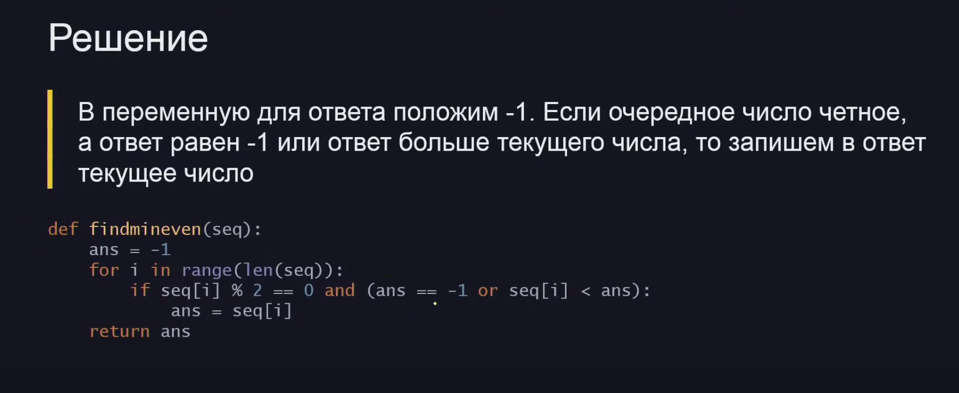 Решение
В переменную для ответа положим -1. Если очередное число четное,
а ответ равен -1 или ответ больше текущего числа, то запишем в ответ
текущее число
def findmineven(seq):
    ans = -1
    for i in range(len(seq)):
        if seq[i] % 2 == 0 and (ans == -1 or seq[i] < ans):
            ans = seq[i]
    return ans